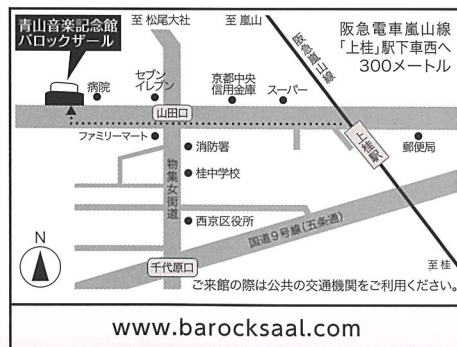 青山音楽記念館
バロックザール
至 松尾大社
至 嵐山
阪急嵐山線
阪急電車嵐山線
「上桂」駅下車西へ
300メートル
病院
セブン
イレブン
京都中央
信用金庫
スーパー
山田口
ファミリーマート
消防署
上桂駅
郵便局
物集女街道
桂中学校
西京区役所
国道9号線(五条通)
N
千代原口
至 桂
ご来館の際は公共の交通機関をご利用ください。
www.barocksaal.com